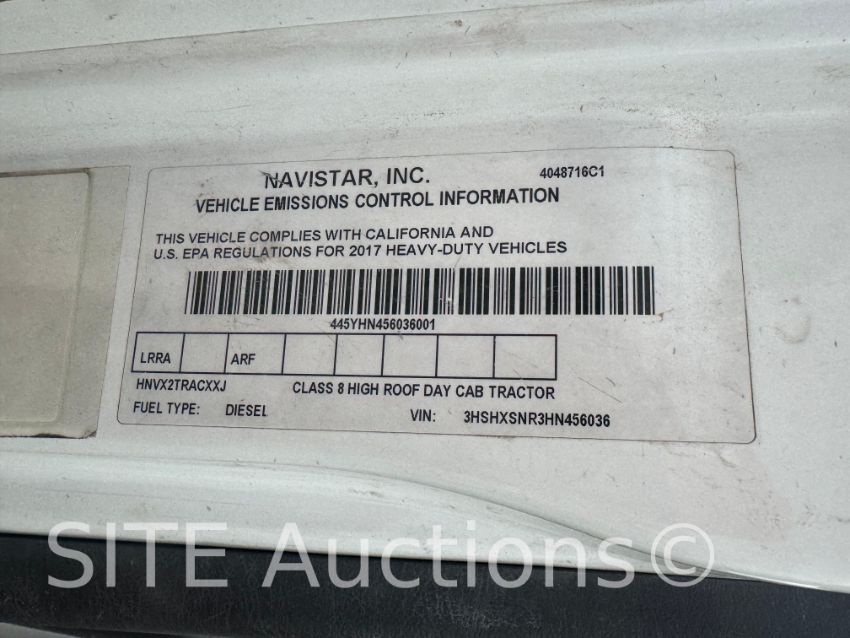 NAVISTAR, INC. 4048716C1
VEHICLE EMISSIONS CONTROL INFORMATION
THIS VEHICLE COMPLIES WITH CALIFORNIA AND
U.S. EPA REGULATIONS FOR 2017 HEAVY-DUTY VEHICLES
445YHN456036001
LRRA ARF
HNVX2TRACXXJ CLASS 8 HIGH ROOF DAY CAB TRACTOR
FUEL TYPE: DIESEL VIN: 3HSHXSNR3HN456036
SITE Auctions©